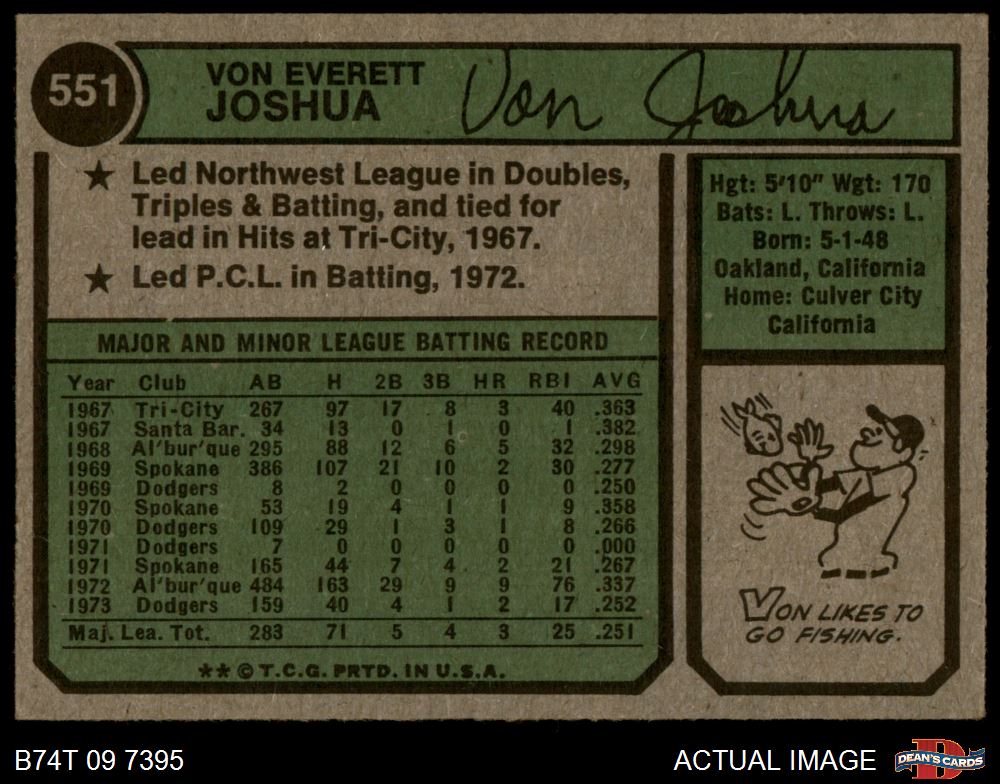 551
VON EVERETT
JOSHUA
Von Joshua
★ Led Northwest League in Doubles,
Triples & Batting, and tied for
lead in Hits at Tri-City, 1967.
★ Led P.C.L. in Batting, 1972.
Hgt: 5'10" Wgt: 170
Bats: L. Throws: L.
Born: 5-1-48
Oakland, California
Home: Culver City
California
MAJOR AND MINOR LEAGUE BATTING RECORD
Year Club AB H 2B 3B HR RBI AVG
1967 Tri-City 267 97 17 8 3 40 .363
1967 Santa Bar. 34 13 0 1 0 1 .382
1968 Al'bur'que 295 88 12 6 5 32 .298
1969 Spokane 386 107 21 10 2 30 .277
1969 Dodgers 8 2 0 0 0 0 .250
1970 Spokane 53 19 4 1 1 9 .358
1970 Dodgers 109 29 1 3 1 8 .266
1971 Dodgers 7 0 0 0 0 0 .000
1971 Spokane 165 44 7 4 2 21 .267
1972 Al'bur'que 484 163 29 9 9 76 .337
1973 Dodgers 159 40 4 1 2 17 .252
Maj. Lea. Tot. 283 71 5 4 3 25 .251
** © T.C.G. PRTD. IN U.S.A.
VON LIKES TO
GO FISHING.
B74T 09 7395
ACTUAL IMAGE
DEAN'S CARDS